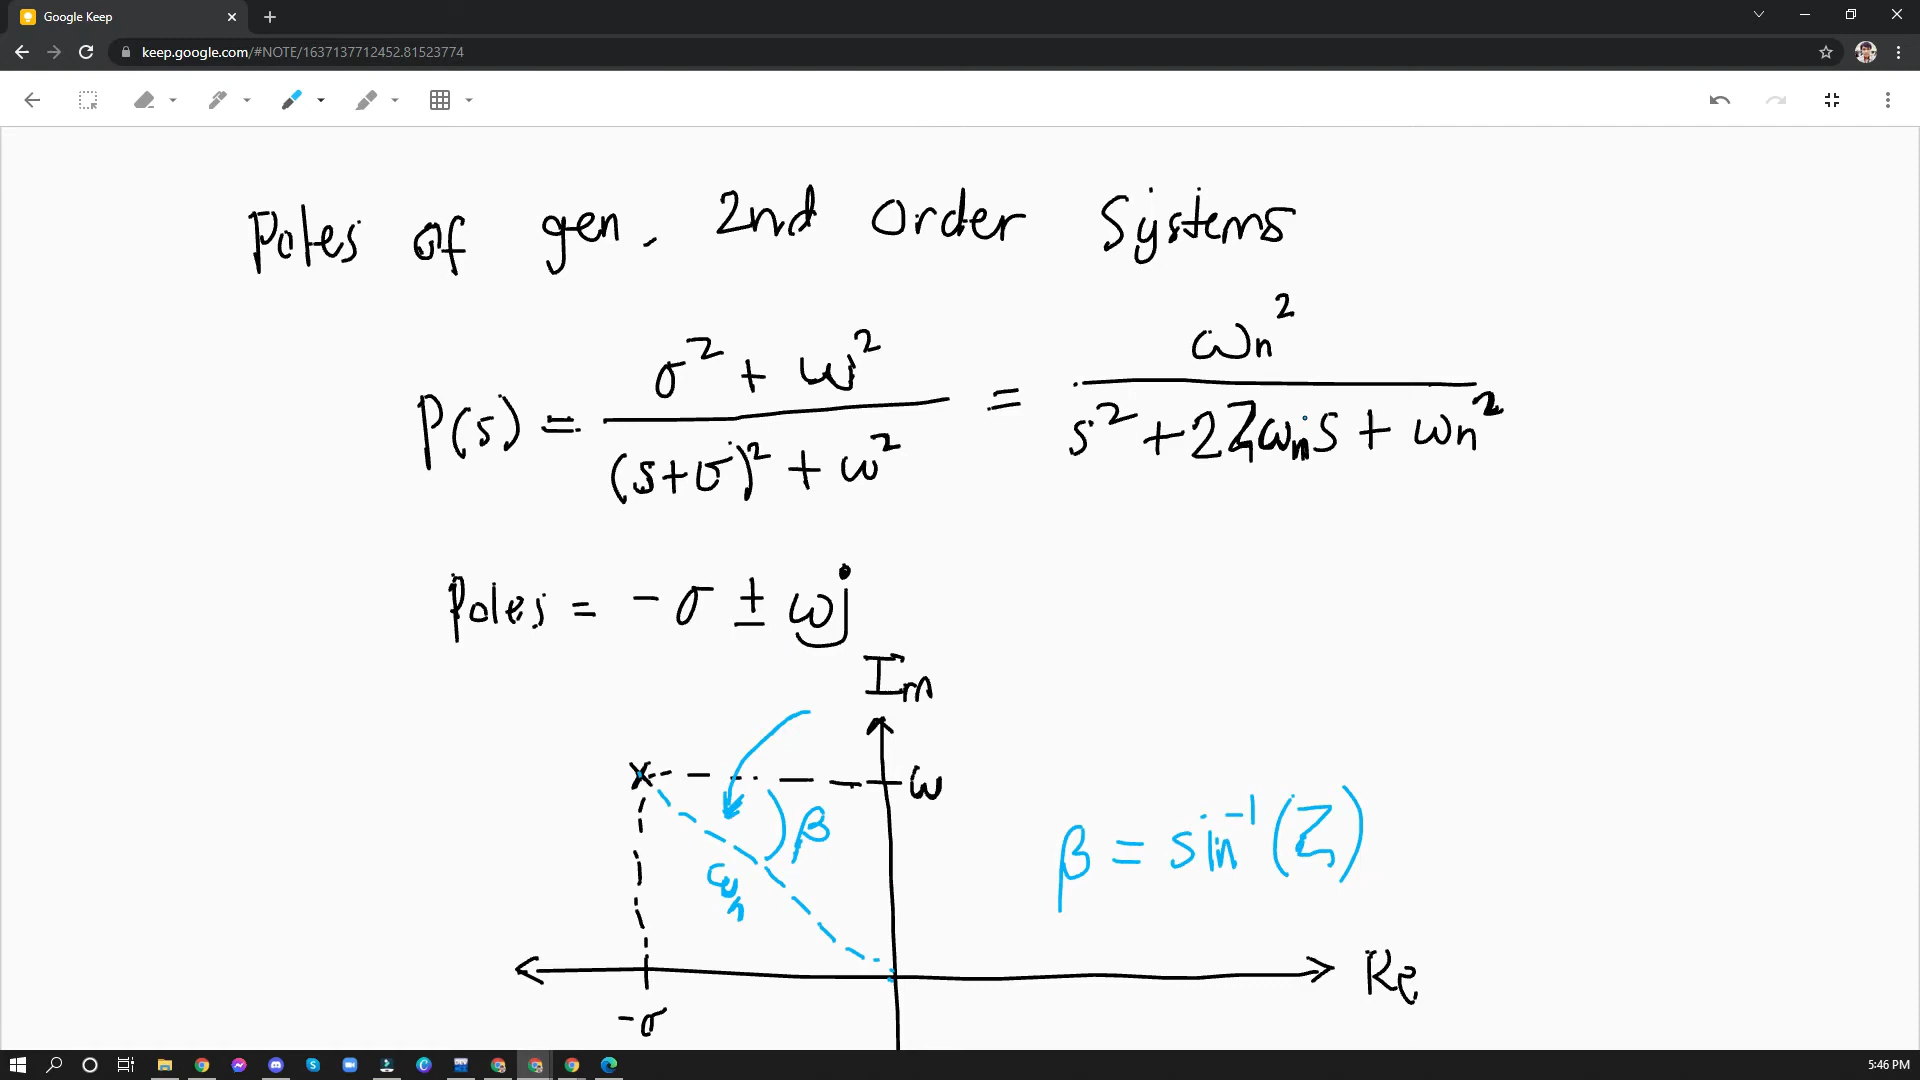 Google Keep
keep.google.com/#NOTE/1637137712452.81523774
Poles of gen. 2nd Order Systems
P(s) = (σ² + ω²) / ((s+σ)² + ω²) = ωn² / (s² + 2ζωns + ωn²)
Poles = -σ ± ωj
Im
ω
β
ωn
β = sin⁻¹(ζ)
Re
-σ
5:46 PM